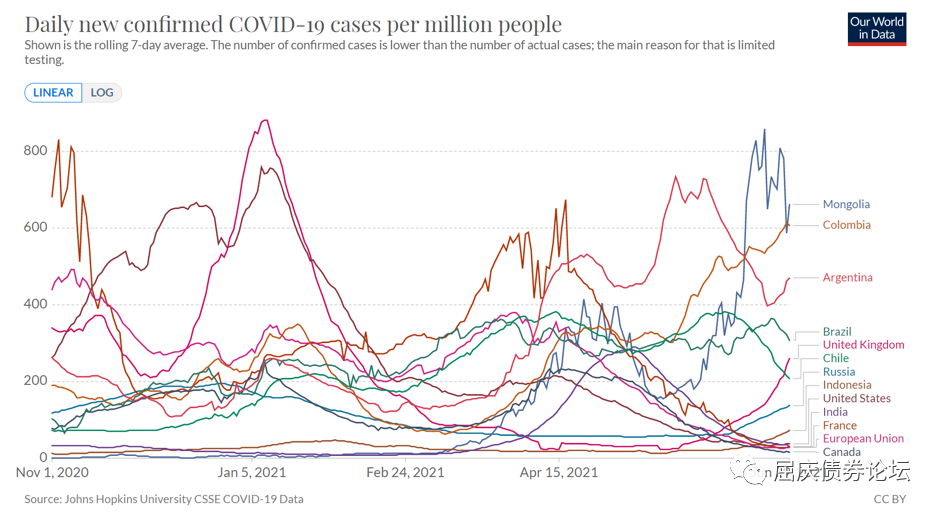 Daily new confirmed COVID-19 cases per million people
Shown is the rolling 7-day average. The number of confirmed cases is lower than the number of actual cases; the main reason for that is limited
testing.
Our World
in Data
LINEAR
LOG
800
600
400
200
0
Mongolia
Colombia
Argentina
Brazil
United Kingdom
Chile
Russia
Indonesia
United States
India
France
European Union
Canada
Nov 1, 2020
Jan 5, 2021
Feb 24, 2021
Apr 15, 2021
屈庆债券论坛
Source: Johns Hopkins University CSSE COVID-19 Data
CC BY